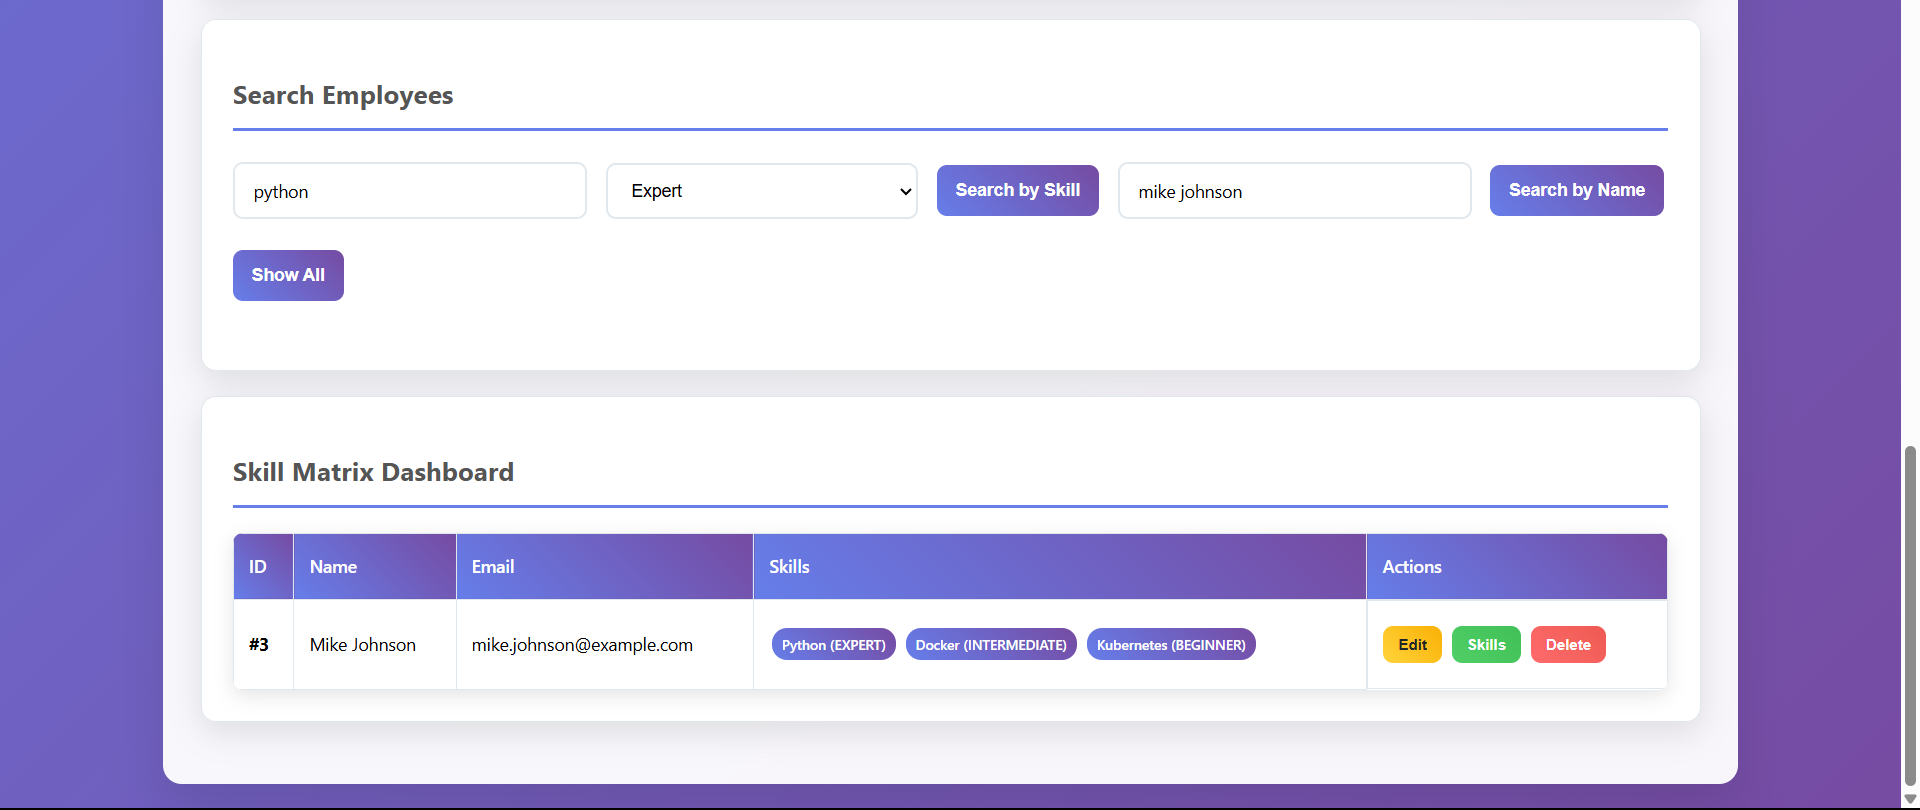 Search Employees
python Expert Search by Skill mike johnson Search by Name
Show All
Skill Matrix Dashboard
ID Name Email Skills Actions
#3 Mike Johnson mike.johnson@example.com Python (EXPERT) Docker (INTERMEDIATE) Kubernetes (BEGINNER) Edit Skills Delete